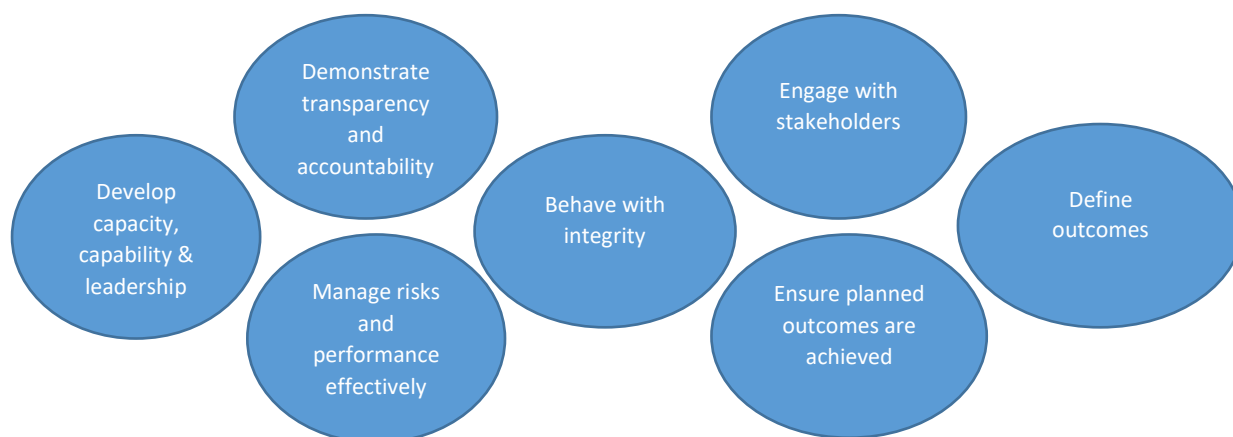 Demonstrate
transparency
and
accountability
Engage with
stakeholders
Develop
capacity,
capability &
leadership
Behave with
integrity
Define
outcomes
Manage risks
and
performance
effectively
Ensure planned
outcomes are
achieved